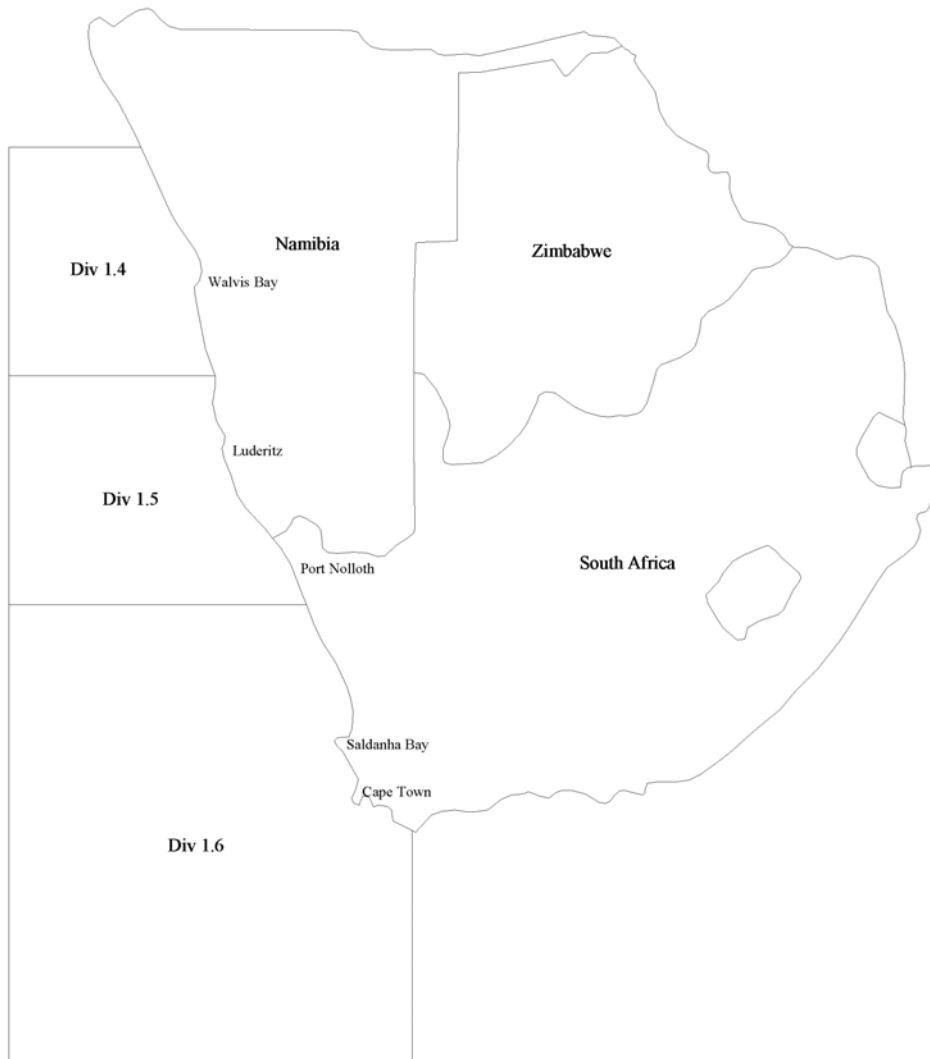 Namibia
Zimbabwe
Div 1.4
Walvis Bay
Luderitz
Div 1.5
South Africa
Port Nolloth
Saldanha Bay
Cape Town
Div 1.6